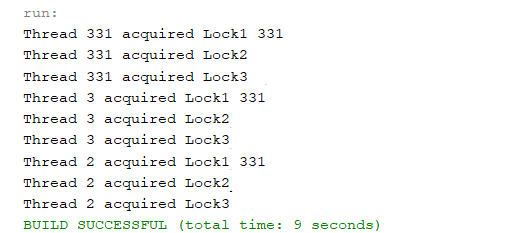 run:
Thread 331 acquired Lock1 331
Thread 331 acquired Lock2
Thread 331 acquired Lock3
Thread 3 acquired Lock1 331
Thread 3 acquired Lock2
Thread 3 acquired Lock3
Thread 2 acquired Lock1 331
Thread 2 acquired Lock2
Thread 2 acquired Lock3
BUILD SUCCESSFUL (total time: 9 seconds)